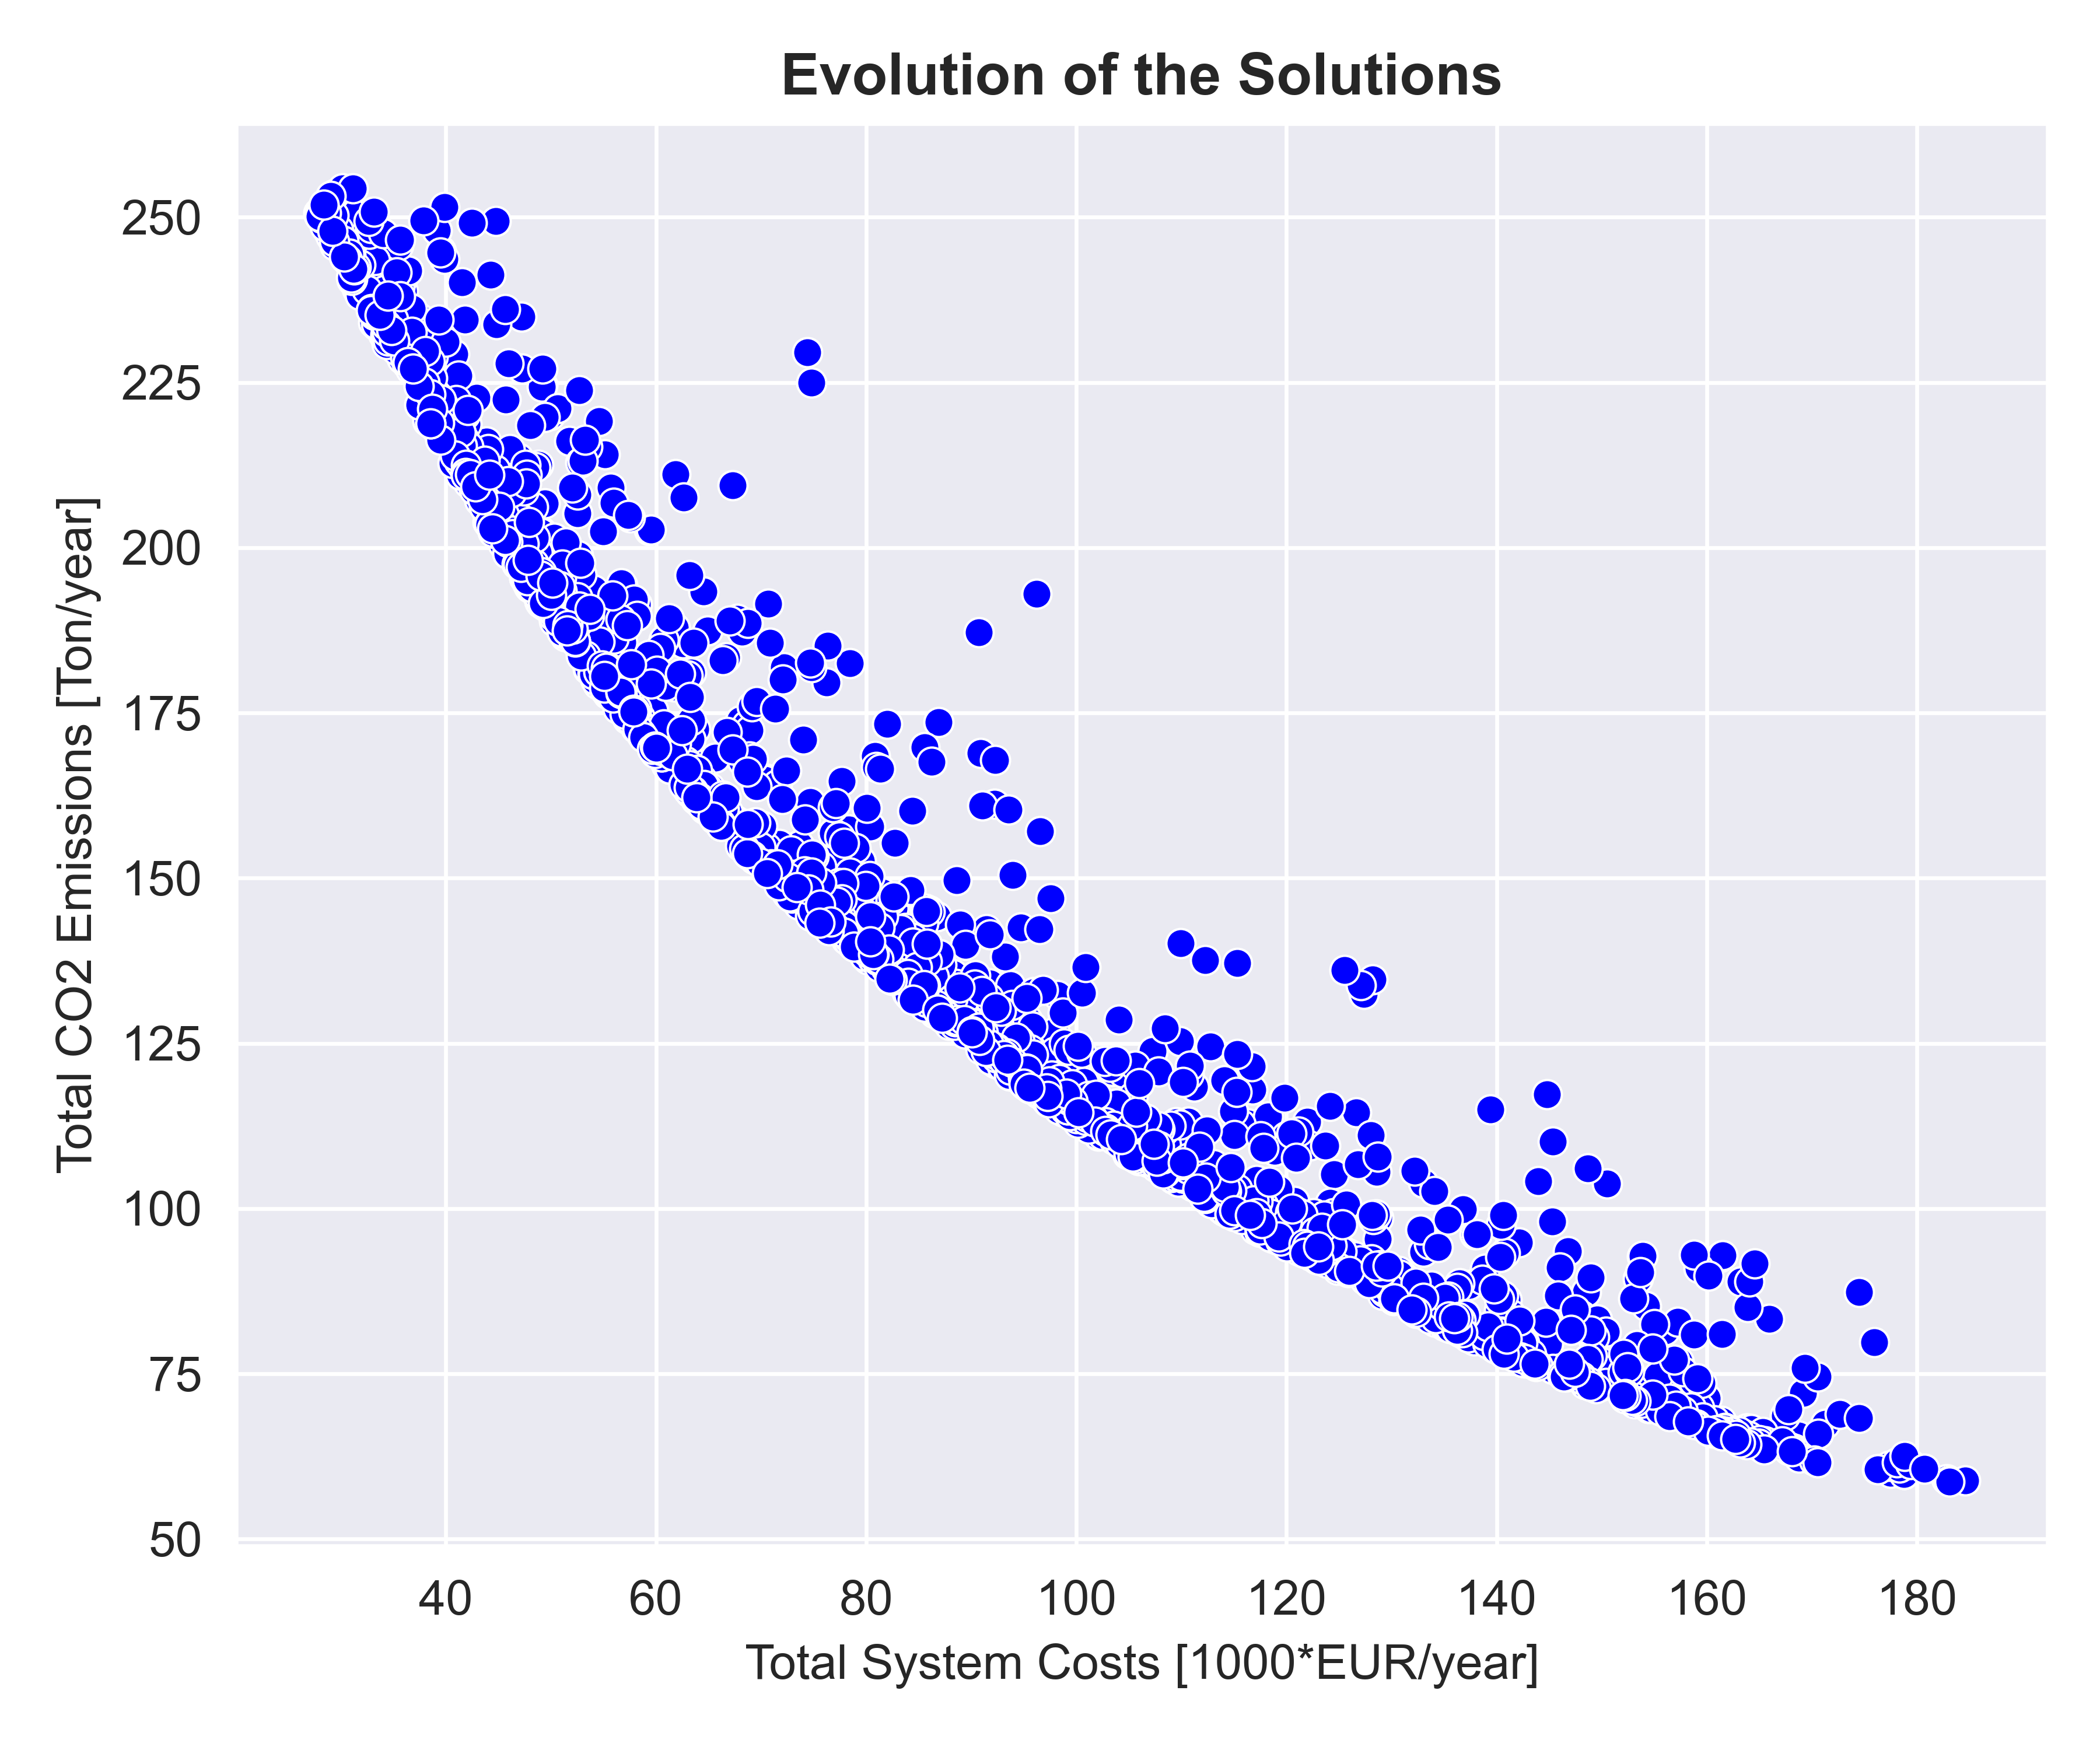 Evolution of the Solutions
Total CO2 Emissions [Ton/year]
250
225
200
175
150
125
100
75
50
40 60 80 100 120 140 160 180
Total System Costs [1000*EUR/year]